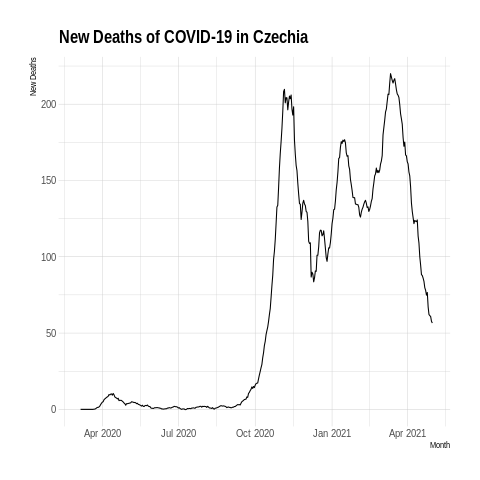 New Deaths of COVID-19 in Czechia
New Deaths
200
150
100
50
0
Apr 2020 Jul 2020 Oct 2020 Jan 2021 Apr 2021
Month